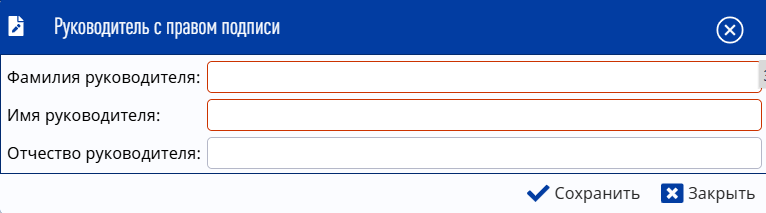 Руководитель с правом подписи
Фамилия руководителя:
Имя руководителя:
Отчество руководителя:
Сохранить Закрыть